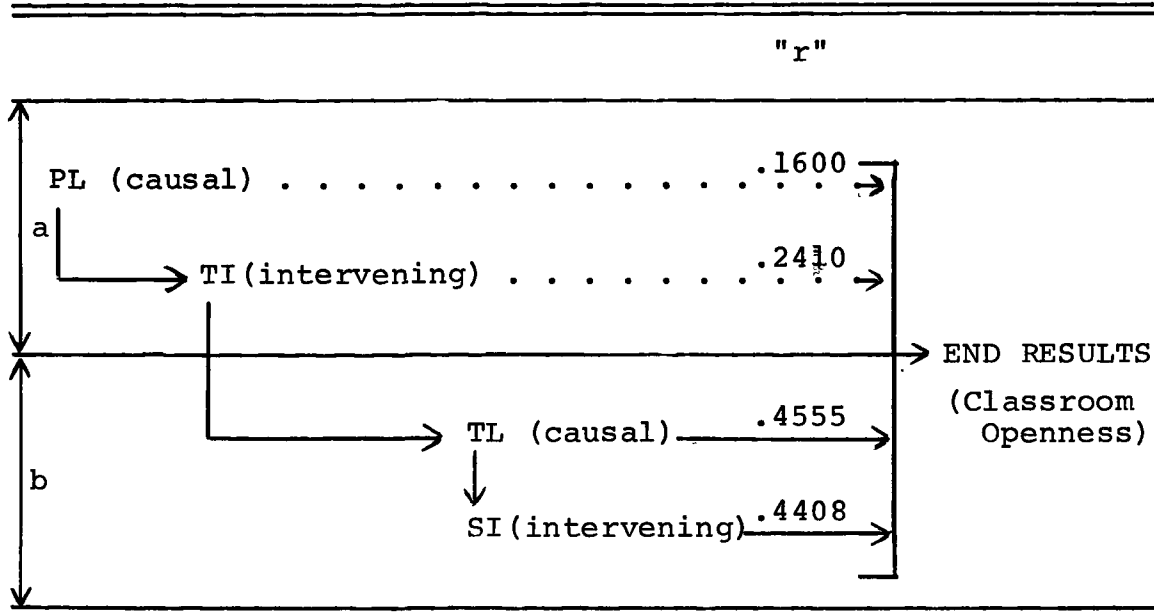 "r"
PL (causal) . . . . . . . . . . . . . . . . . .1600
a
TI(intervening) . . . . . . . . . . .2410
END RESULTS
(Classroom
Openness)
TL (causal) .4555
b
SI(intervening) .4408